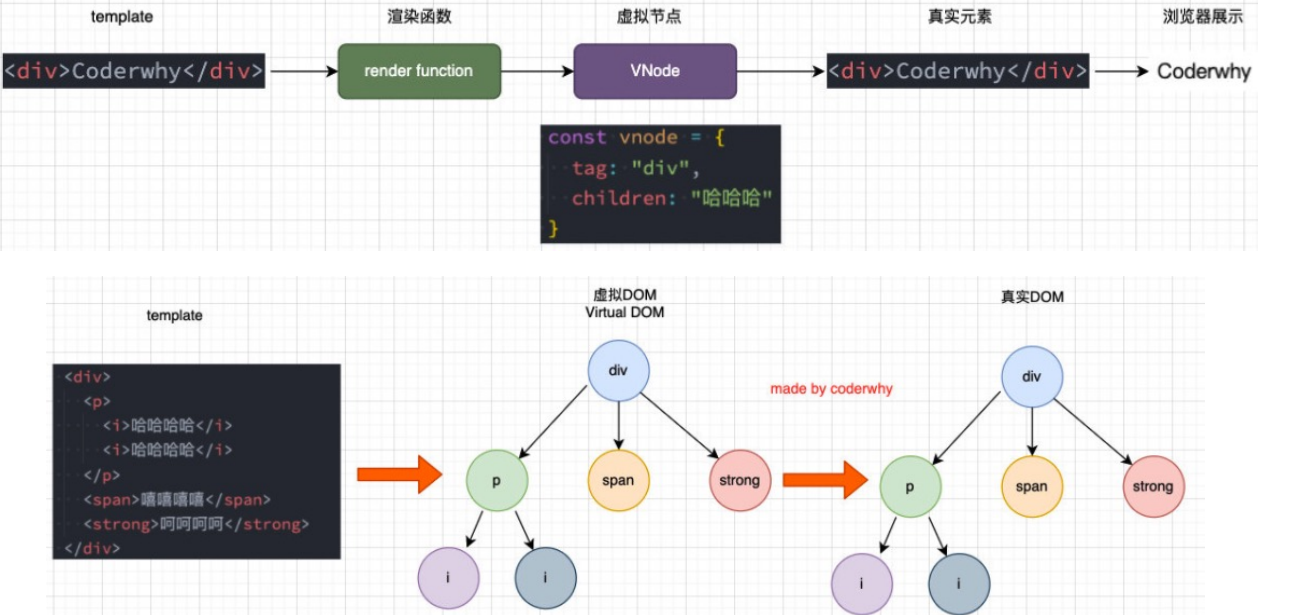 template
渲染函数
虚拟节点
真实元素
浏览器展示
<div>Coderwhy</div>
render function
VNode
<div>Coderwhy</div>
Coderwhy
const vnode = {
tag: "div",
children: "哈哈哈"
}
template
虚拟DOM
Virtual DOM
真实DOM
<div>
<p>
<i>哈哈哈哈</i>
<i>哈哈哈哈</i>
</p>
<span>嘻嘻嘻嘻</span>
<strong>呵呵呵呵</strong>
</div>
div
p
span
strong
i
i
made by coderwhy
div
p
span
strong
i
i